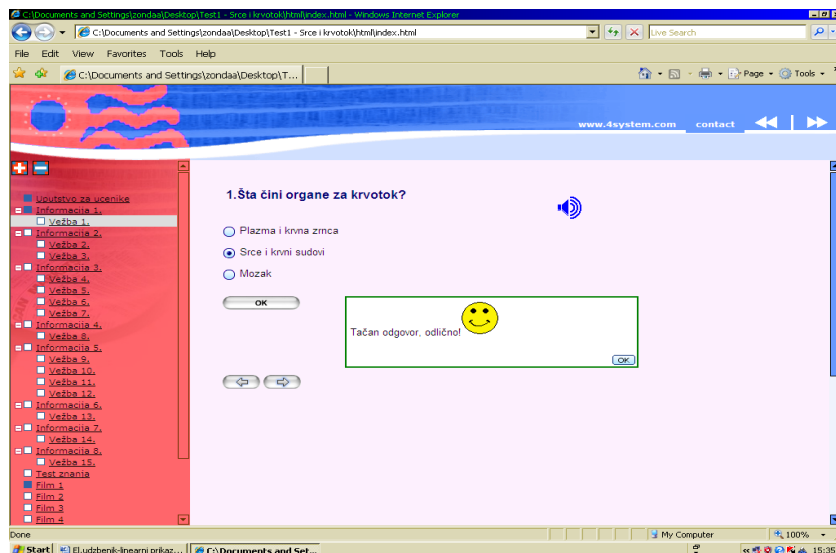 C:\Documents and Settings\zondaa\Desktop\Test1 - Srce i krvotok\html\index.html - Windows Internet Explorer
C:\Documents and Settings\zondaa\Desktop\Test1 - Srce i krvotok\html\index.html
Live Search
File Edit View Favorites Tools Help
C:\Documents and Settings\zondaa\Desktop\T...
Page Tools
www.4system.com contact
Uputstvo za ucenike
Informacija 1.
Vežba 1.
Informacija 2.
Vežba 2.
Vežba 3.
Informacija 3.
Vežba 4.
Vežba 5.
Vežba 6.
Vežba 7.
Informacija 4.
Vežba 8.
Informacija 5.
Vežba 9.
Vežba 10.
Vežba 11.
Vežba 12.
Informacija 6.
Vežba 13.
Informacija 7.
Vežba 14.
Informacija 8.
Vežba 15.
Test znanja
Film 1
Film 2
Film 3
Film 4
1.Šta čini organe za krvotok?
Plazma i krvna zrnca
Srce i krvni sudovi
Mozak
OK
Tačan odgovor, odlično!
OK
Done
My Computer
100%
Start
El.udzbenik-linearni prikaz...
C:\Documents and Set...
15:35